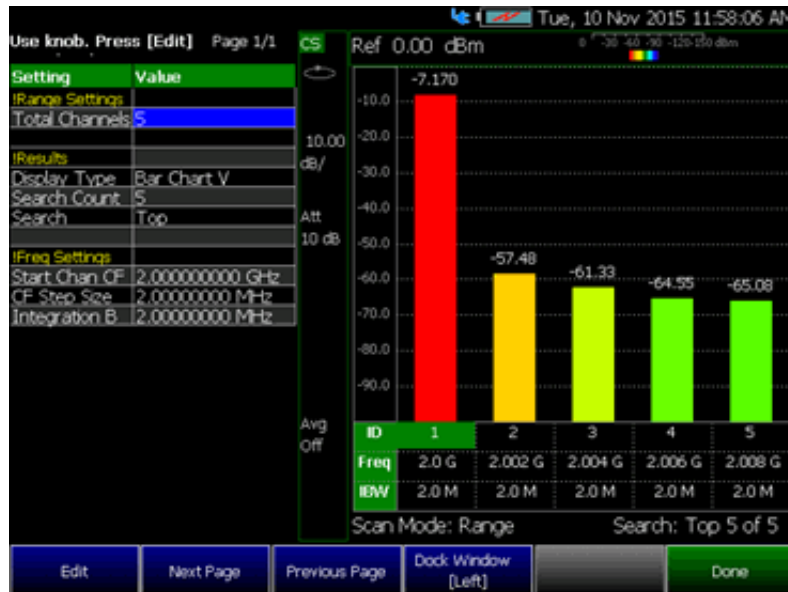 Tue, 10 Nov 2015 11:58:06 AM
Use knob. Press [Edit] Page 1/1
CS
Ref 0.00 dBm
0 -30 -60 -90 -120-150 dBm
Setting Value
!Range Settings
Total Channels 5
!Results
Display Type Bar Chart V
Search Count 5
Search Top
!Freq Settings
Start Chan CF 2.000000000 GHz
CF Step Size 2.00000000 MHz
Integration B 2.00000000 MHz
10.00
dB/
Att
10 dB
Avg
Off
-10.0
-20.0
-30.0
-40.0
-50.0
-60.0
-70.0
-80.0
-90.0
-7.170
-57.48
-61.33
-64.55
-65.08
ID 1 2 3 4 5
Freq 2.0 G 2.002 G 2.004 G 2.006 G 2.008 G
IBW 2.0 M 2.0 M 2.0 M 2.0 M 2.0 M
Scan Mode: Range Search: Top 5 of 5
Edit
Next Page
Previous Page
Dock Window
[Left]
Done